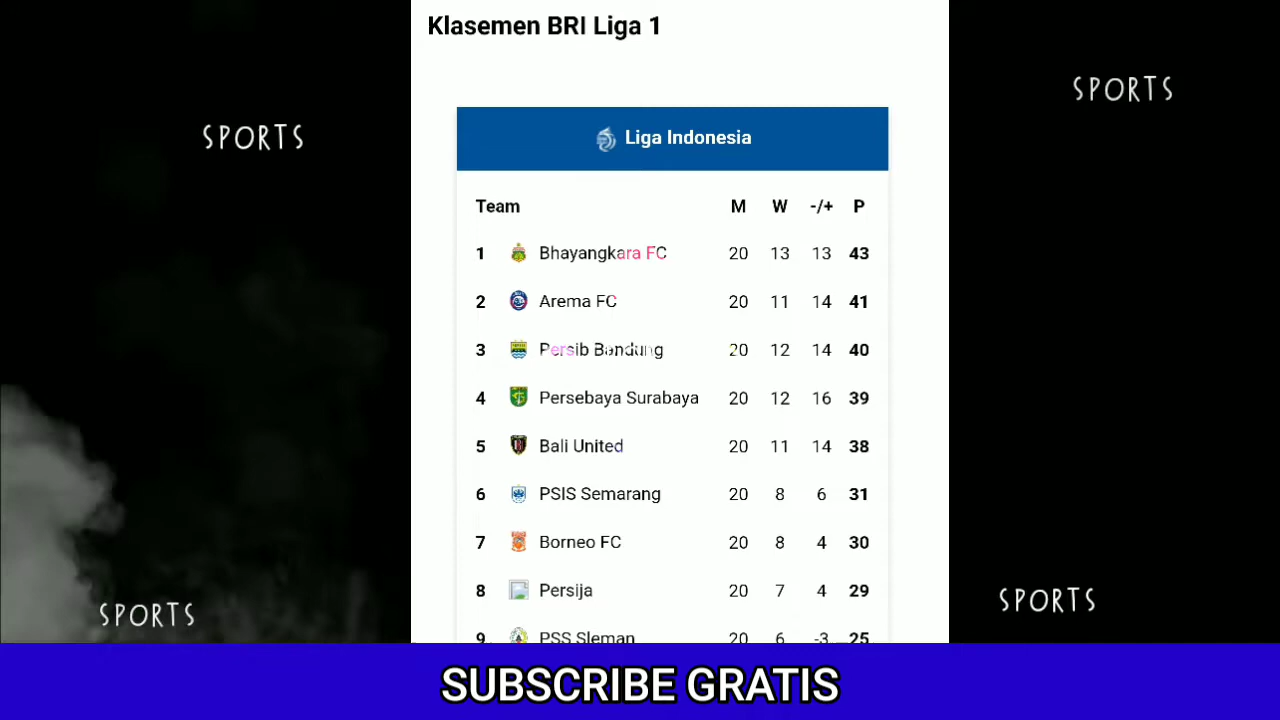 Klasemen BRI Liga 1
SPORTS
SPORTS
Liga Indonesia
Team M W -/+ P
1 Bhayangkara FC 20 13 13 43
2 Arema FC 20 11 14 41
3 Persib Bandung 20 12 14 40
4 Persebaya Surabaya 20 12 16 39
5 Bali United 20 11 14 38
6 PSIS Semarang 20 8 6 31
7 Borneo FC 20 8 4 30
8 Persija 20 7 4 29
9 PSS Sleman 20 6 -3 25
SPORTS
SPORTS
SUBSCRIBE GRATIS